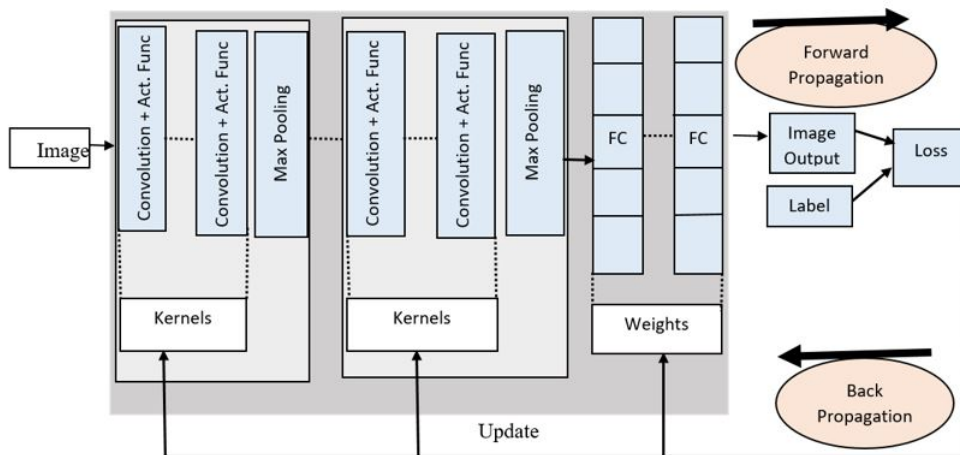 Image
Convolution + Act. Func
Convolution + Act. Func
Max Pooling
Kernels
Convolution + Act. Func
Convolution + Act. Func
Max Pooling
Kernels
FC
FC
Weights
Forward
Propagation
Image
Output
Label
Loss
Back
Propagation
Update